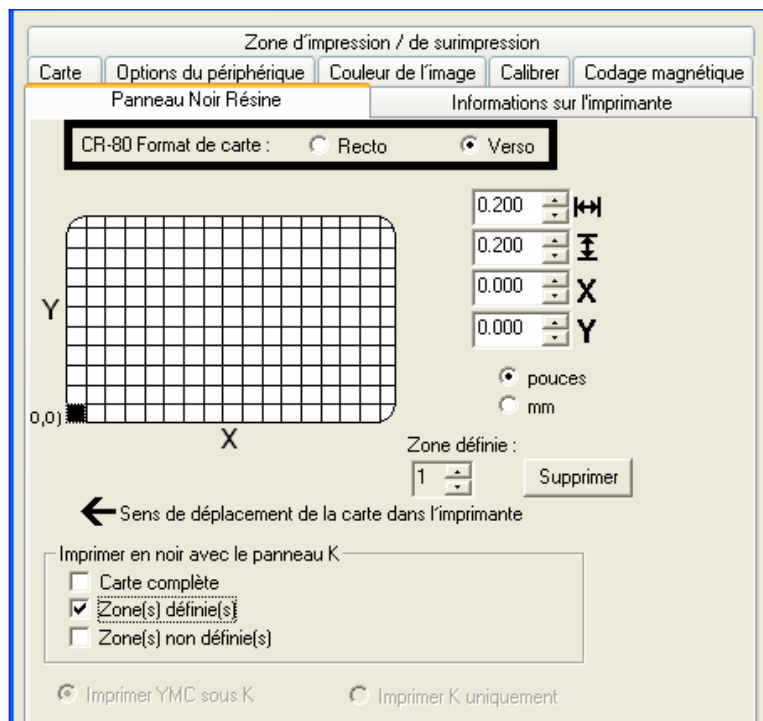 Zone d'impression / de surimpression
Carte Options du périphérique Couleur de l'image Calibrer Codage magnétique
Panneau Noir Résine Informations sur l'imprimante
CR-80 Format de carte : Recto Verso
0.200
0.200
0.000 X
0.000 Y
Y
pouces
mm
0,0)
X
Zone définie :
1 Supprimer
Sens de déplacement de la carte dans l'imprimante
Imprimer en noir avec le panneau K
Carte complète
Zone(s) définie(s)
Zone(s) non définie(s)
Imprimer YMC sous K Imprimer K uniquement